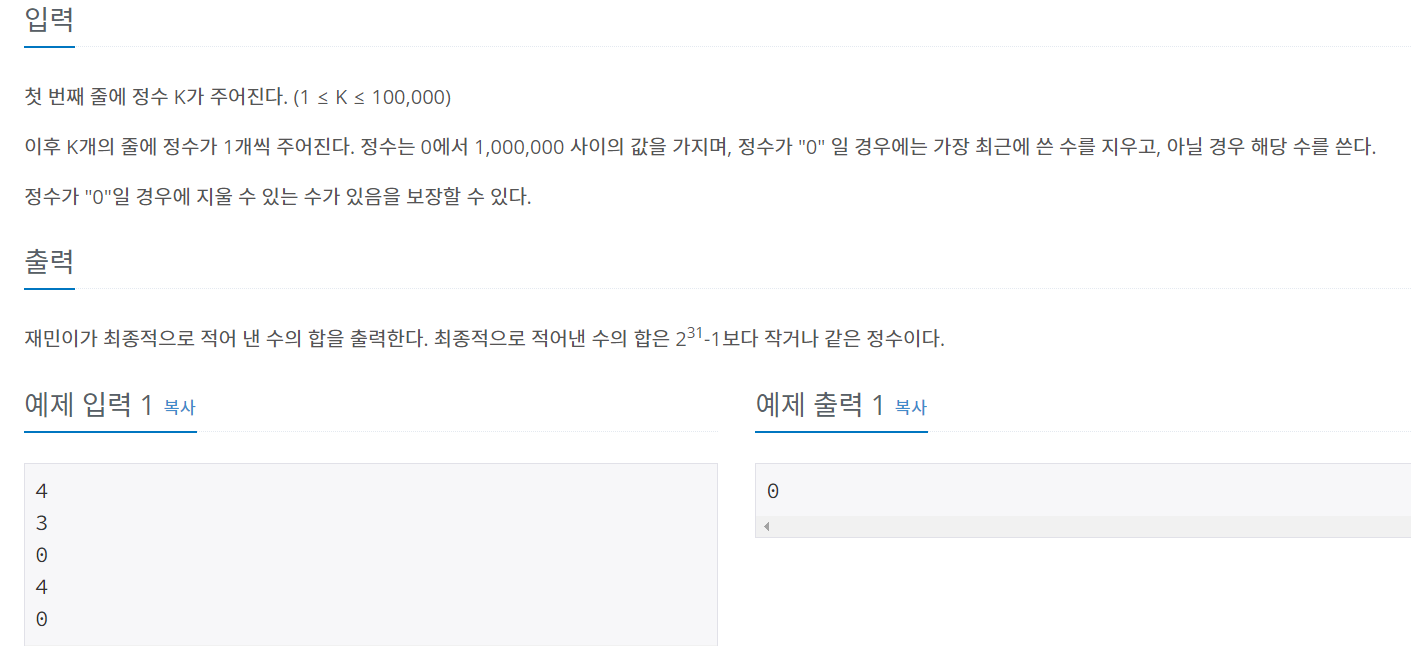 입력
첫 번째 줄에 정수 K가 주어진다. (1 ≤ K ≤ 100,000)
이후 K개의 줄에 정수가 1개씩 주어진다. 정수는 0에서 1,000,000 사이의 값을 가지며, 정수가 "0" 일 경우에는 가장 최근에 쓴 수를 지우고, 아닐 경우 해당 수를 쓴다.
정수가 "0"일 경우에 지울 수 있는 수가 있음을 보장할 수 있다.
출력
재민이가 최종적으로 적어 낸 수의 합을 출력한다. 최종적으로 적어낸 수의 합은 2³¹-1보다 작거나 같은 정수이다.
예제 입력 1 복사
4
3
0
4
0
예제 출력 1 복사
0